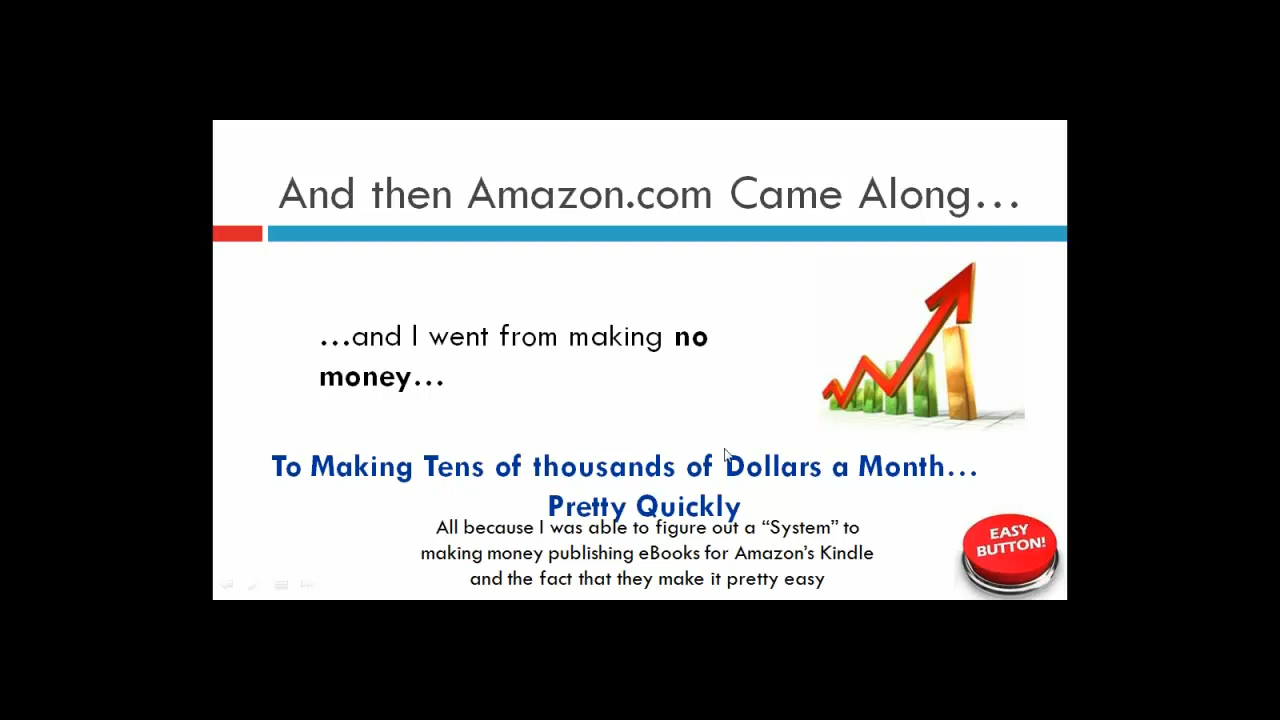 And then Amazon.com Came Along…
…and I went from making no
money…
To Making Tens of thousands of Dollars a Month…
Pretty Quickly
All because I was able to figure out a “System” to
making money publishing eBooks for Amazon’s Kindle
and the fact that they make it pretty easy
EASY
BUTTON!